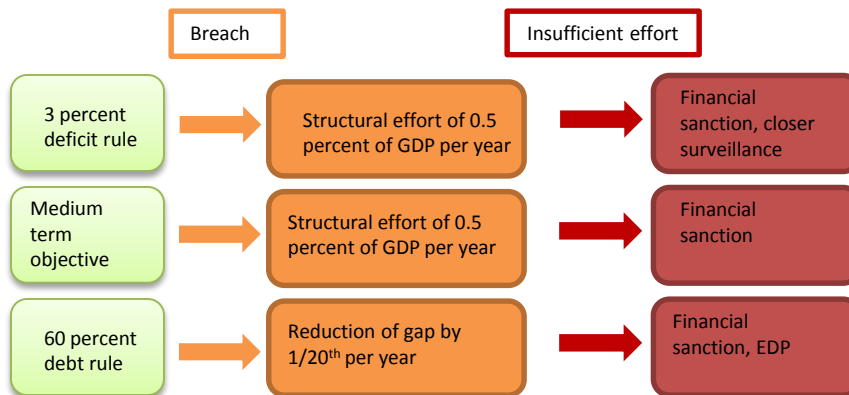 Breach
Insufficient effort
3 percent
deficit rule
Structural effort of 0.5
percent of GDP per year
Financial
sanction, closer
surveillance
Medium
term
objective
Structural effort of 0.5
percent of GDP per year
Financial
sanction
60 percent
debt rule
Reduction of gap by
1/20th per year
Financial
sanction, EDP